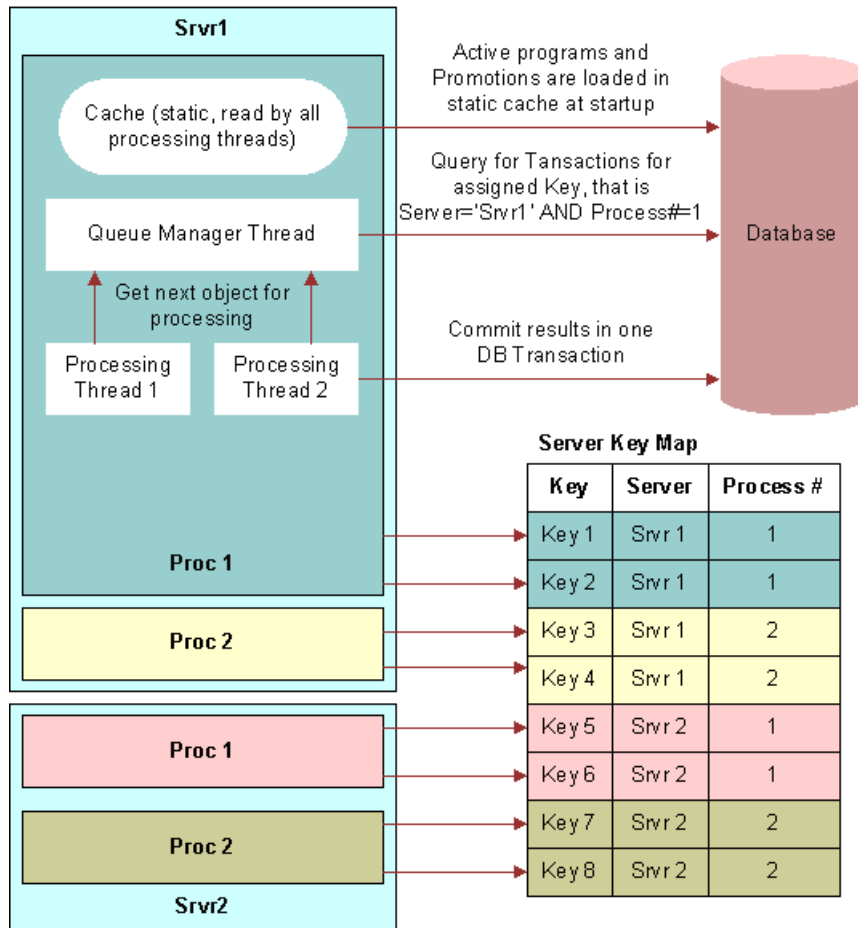 Srvr1
Cache (static, read by all
processing threads)
Active programs and
Promotions are loaded in
static cache at startup
Queue Manager Thread
Query for Tansactions for
assigned Key, that is
Server='Srvr1' AND Process#=1
Database
Get next object for
processing
Processing
Thread 1
Processing
Thread 2
Commit results in one
DB Transaction
Proc 1
Proc 2
Proc 1
Proc 2
Srvr2
Server Key Map
Key Server Process #
Key 1 Srvr 1 1
Key 2 Srvr 1 1
Key 3 Srvr 1 2
Key 4 Srvr 1 2
Key 5 Srvr 2 1
Key 6 Srvr 2 1
Key 7 Srvr 2 2
Key 8 Srvr 2 2